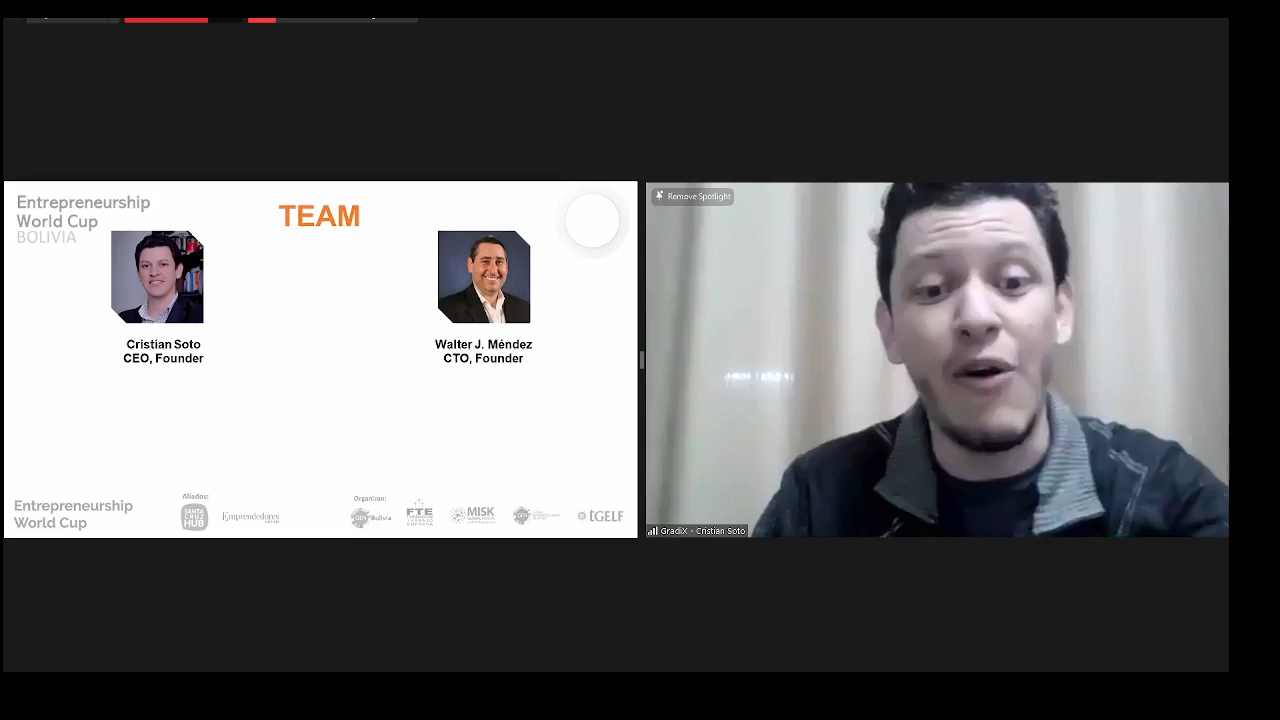 Entrepreneurship
World Cup
BOLIVIA
TEAM
Cristian Soto
CEO, Founder
Walter J. Méndez
CTO, Founder
Entrepreneurship
World Cup
Aliados:
SANTA
CRUZ
HUB
Emprendedores
Organizan:
Bolivia
FTE
MISK
tGELF
Remove Spotlight
GradiX - Cristian Soto